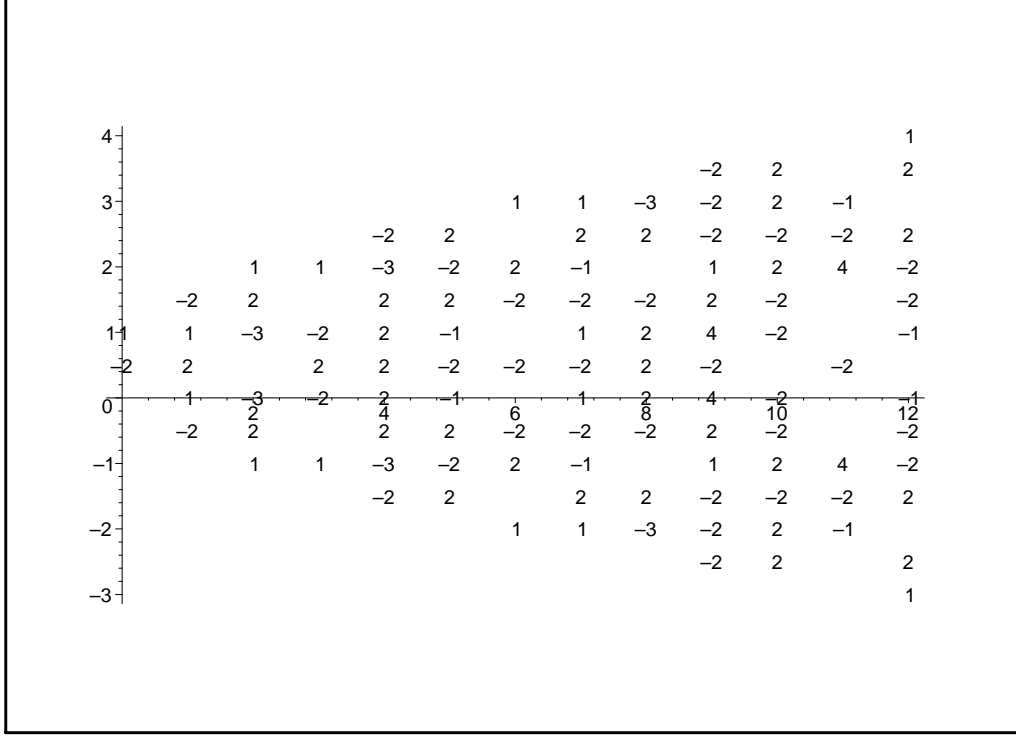 4 1
–2 2 2
3 1 1 –3 –2 2 –1
–2 2 2 2 –2 –2 –2 2
2 1 1 –3 –2 2 –1 1 2 4 –2
–2 2 2 2 –2 –2 –2 2 –2 –2
1 1 1 –3 –2 2 –1 1 2 4 –2 –1
–2 2 2 2 –2 –2 –2 2 –2 –2
0 1 –3 –2 2 –1 1 2 4 –2 –1
2 4 6 8 10 12
–2 2 2 2 –2 –2 –2 2 –2 –2
–1 1 1 –3 –2 2 –1 1 2 4 –2
–2 2 2 2 –2 –2 –2 2
–2 1 1 –3 –2 2 –1
–2 2 2
–3 1